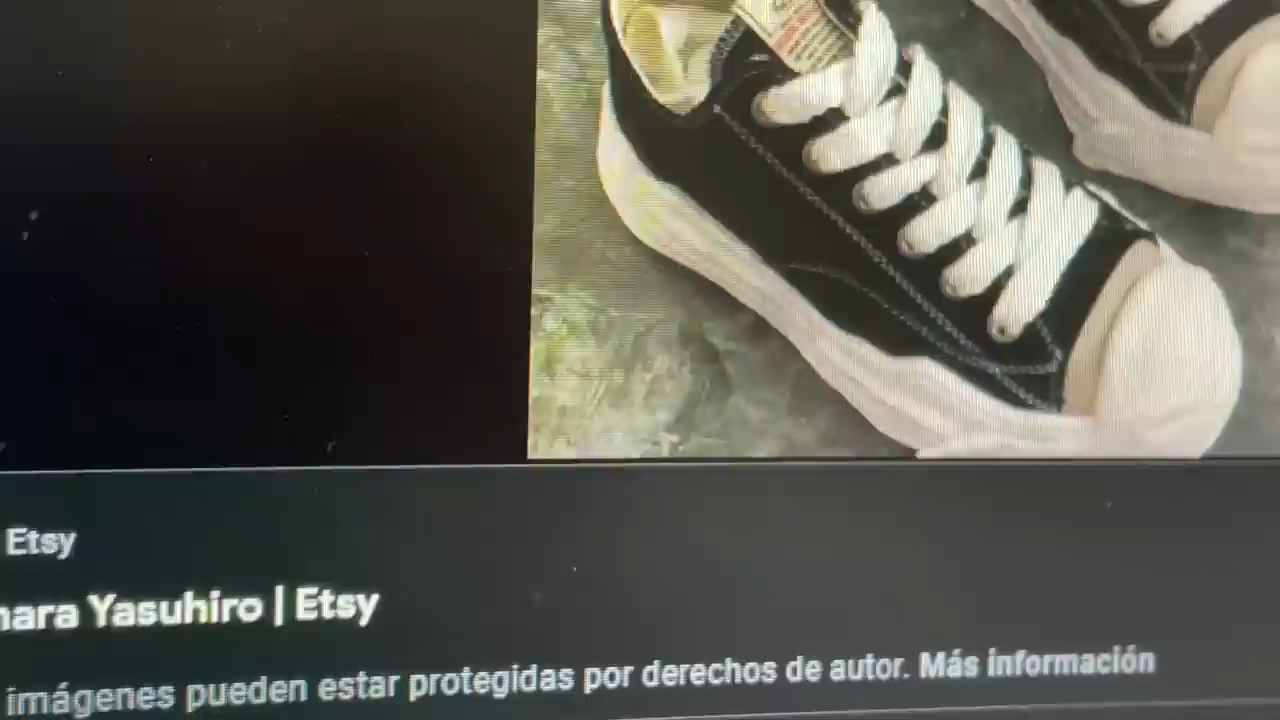 Etsy
hara Yasuhiro | Etsy
imágenes pueden estar protegidas por derechos de autor. Más información